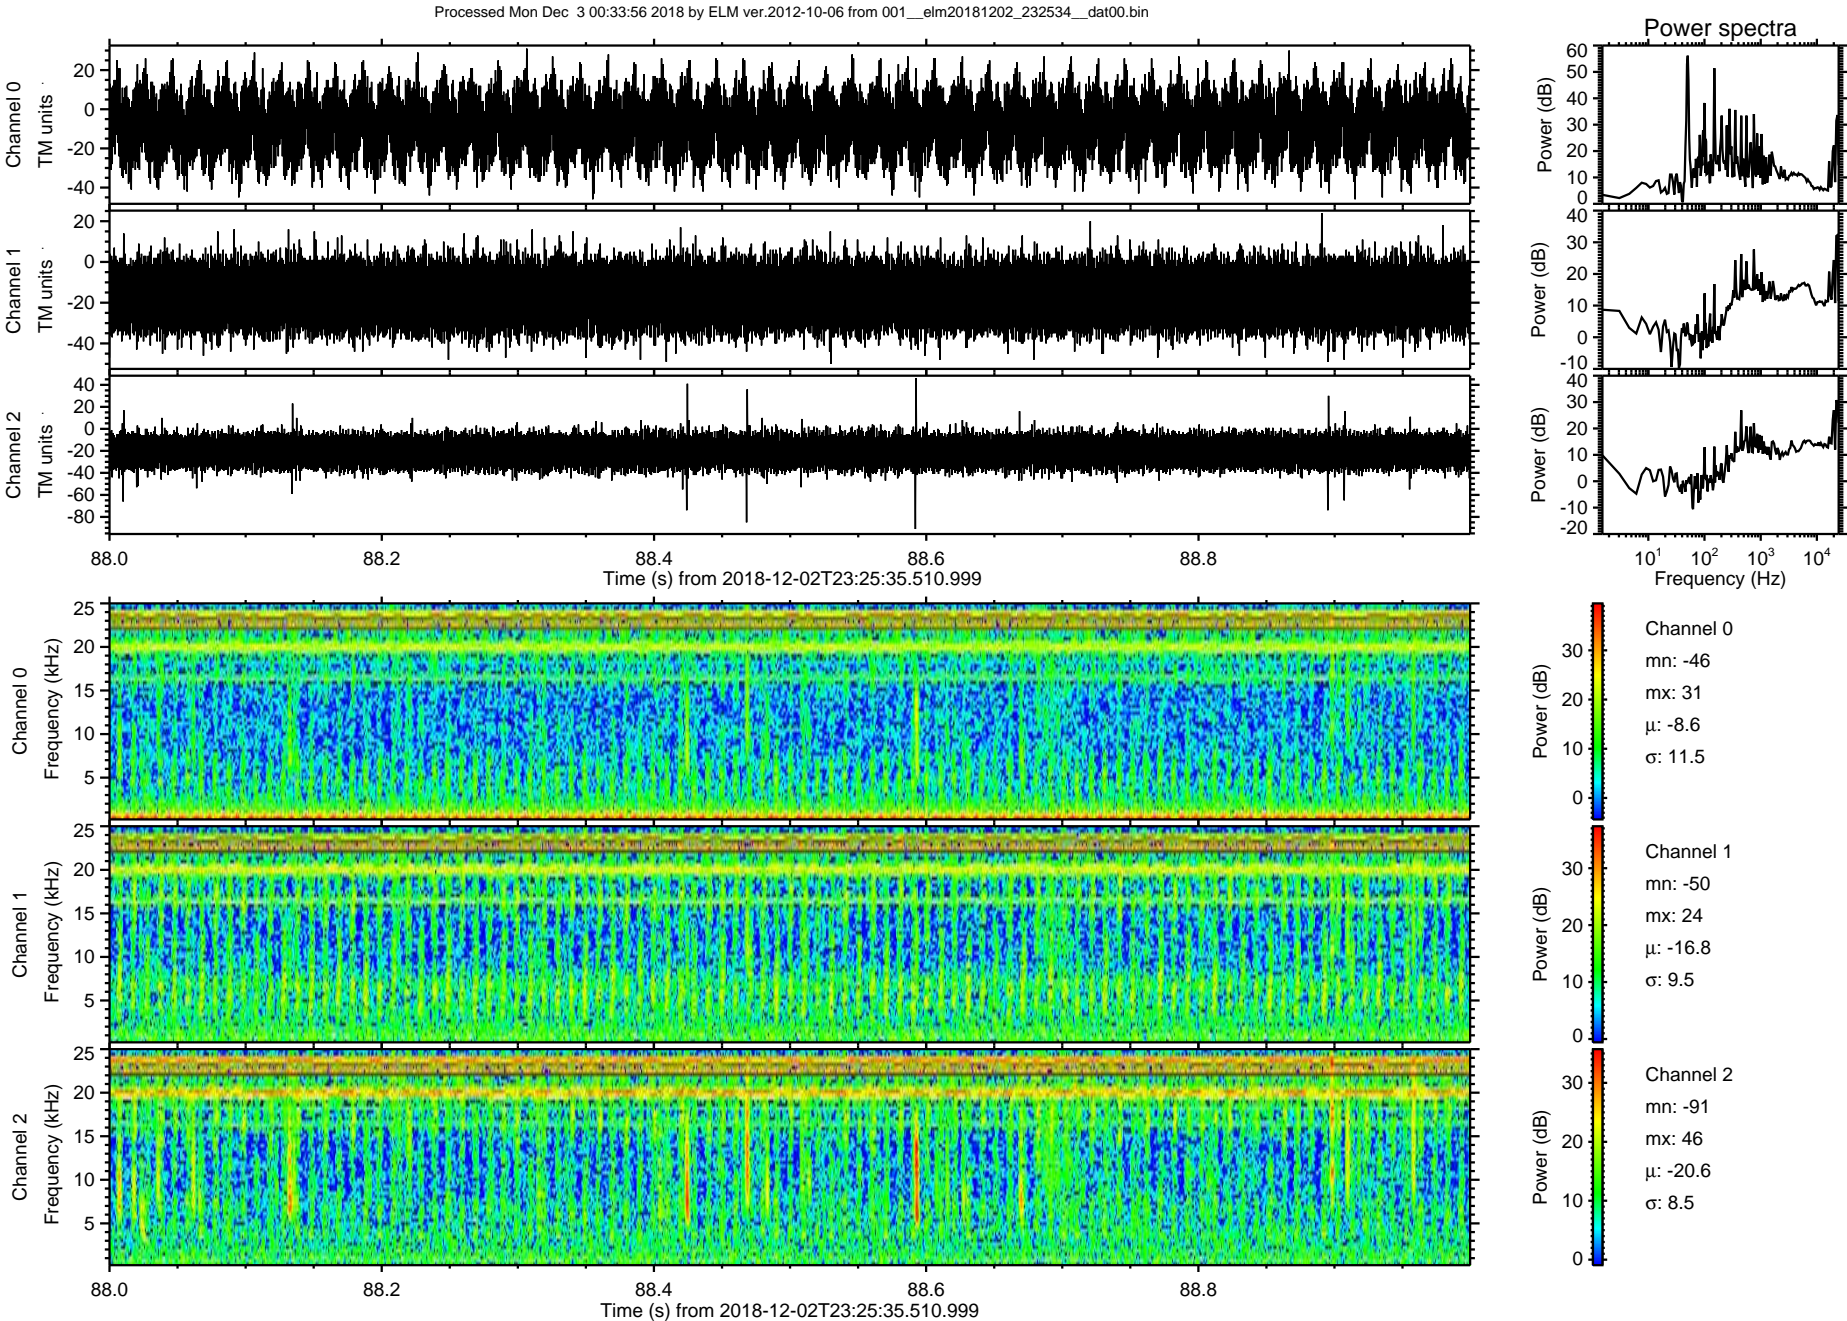 Processed Mon Dec  3 00:33:56 2018 by ELM ver.2012-10-06 from 001__elm20181202_232534__dat00.bin
Power spectra
Channel 0
TM units
20
0
-20
-40
Power (dB)
60
50
40
30
20
10
0
Channel 1
TM units
20
0
-20
-40
Power (dB)
40
30
20
10
0
-10
Channel 2
TM units
40
20
0
-20
-40
-60
-80
Power (dB)
40
30
20
10
0
-10
-20
88.0 88.2 88.4 88.6 88.8
Time (s) from 2018-12-02T23:25:35.510.999
10¹ 10² 10³ 10⁴
Frequency (Hz)
Channel 0
Frequency (kHz)
25
20
15
10
5
Power (dB)
30
20
10
0
Channel 0
mn: -46
mx: 31
μ: -8.6
σ: 11.5
Channel 1
Frequency (kHz)
25
20
15
10
5
Power (dB)
30
20
10
0
Channel 1
mn: -50
mx: 24
μ: -16.8
σ: 9.5
Channel 2
Frequency (kHz)
25
20
15
10
5
Power (dB)
30
20
10
0
Channel 2
mn: -91
mx: 46
μ: -20.6
σ: 8.5
88.0 88.2 88.4 88.6 88.8
Time (s) from 2018-12-02T23:25:35.510.999